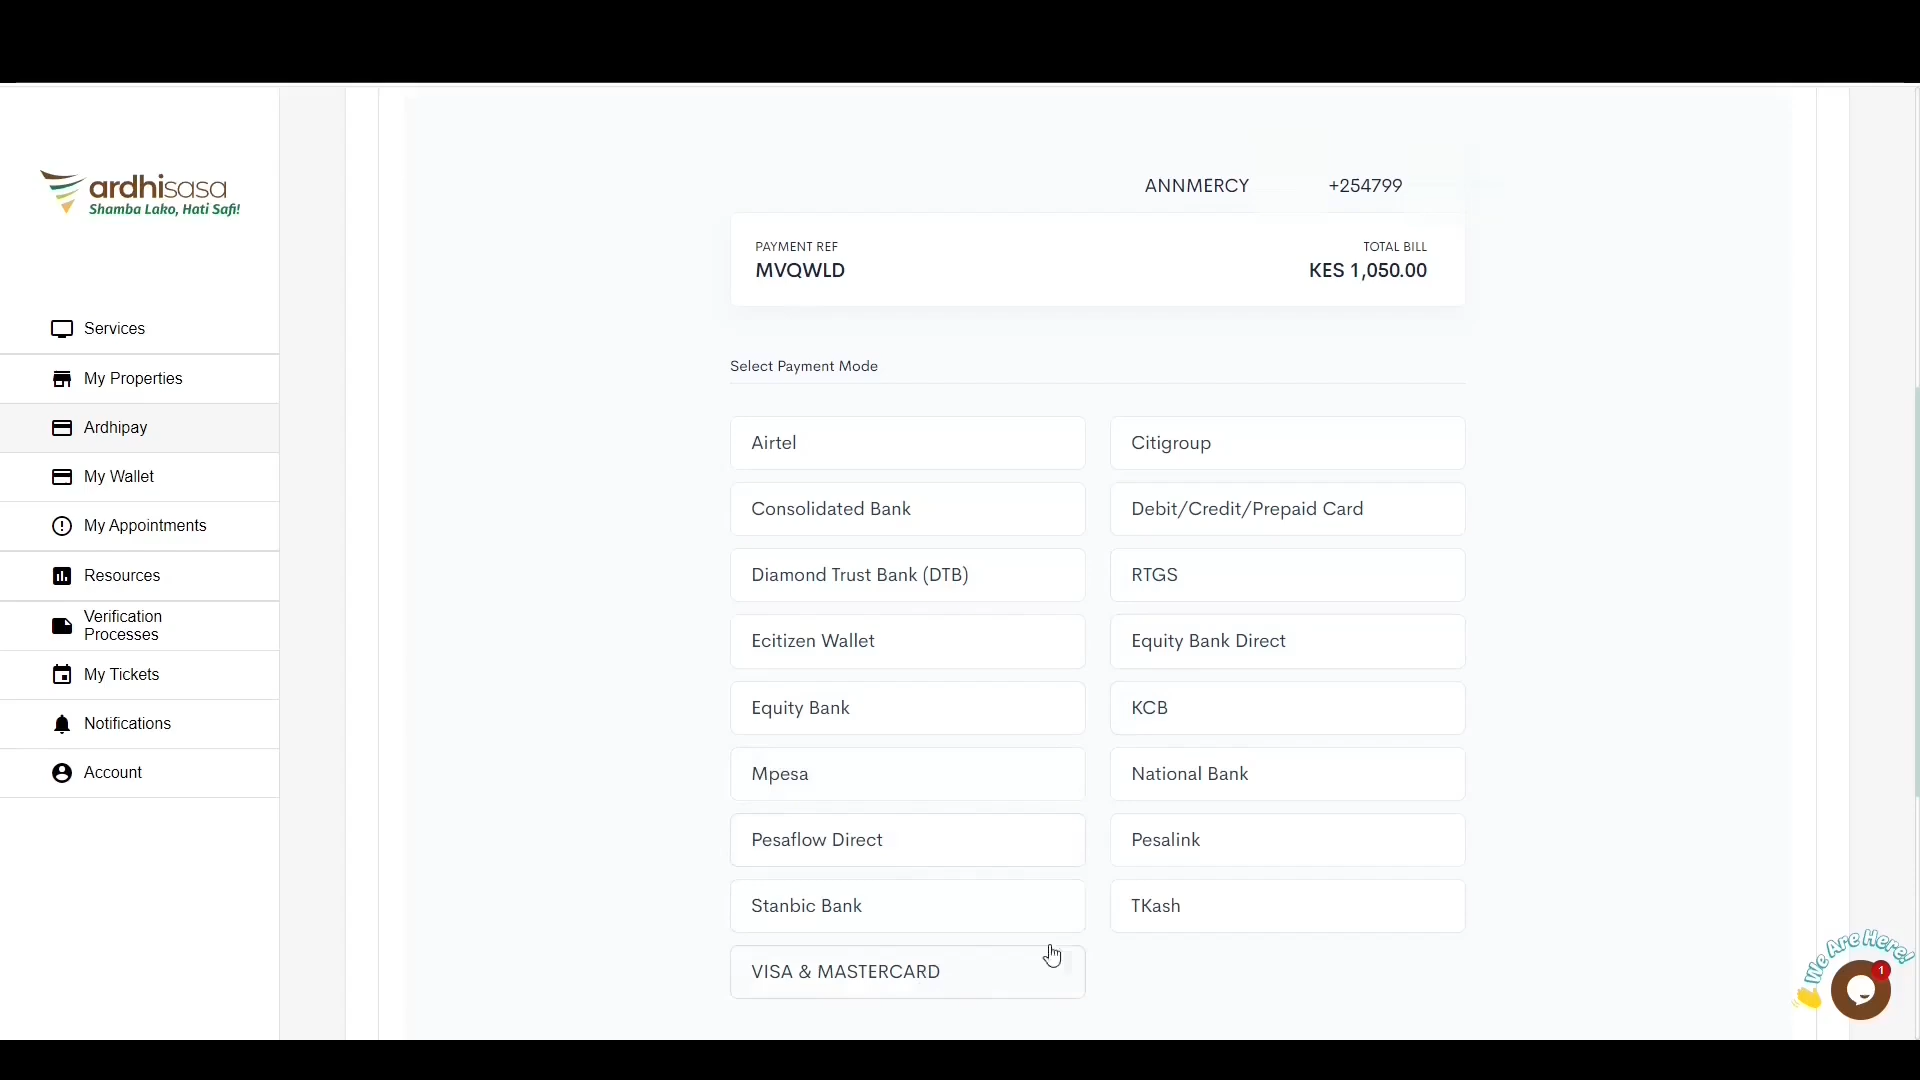 ardhisasa
Shamba Lako, Hati Safi!
Services
My Properties
Ardhipay
My Wallet
My Appointments
Resources
Verification
Processes
My Tickets
Notifications
Account
ANNMERCY +254799
PAYMENT REF TOTAL BILL
MVQWLD KES 1,050.00
Select Payment Mode
Airtel Citigroup
Consolidated Bank Debit/Credit/Prepaid Card
Diamond Trust Bank (DTB) RTGS
Ecitizen Wallet Equity Bank Direct
Equity Bank KCB
Mpesa National Bank
Pesaflow Direct Pesalink
Stanbic Bank TKash
VISA & MASTERCARD
We Are Here!
1